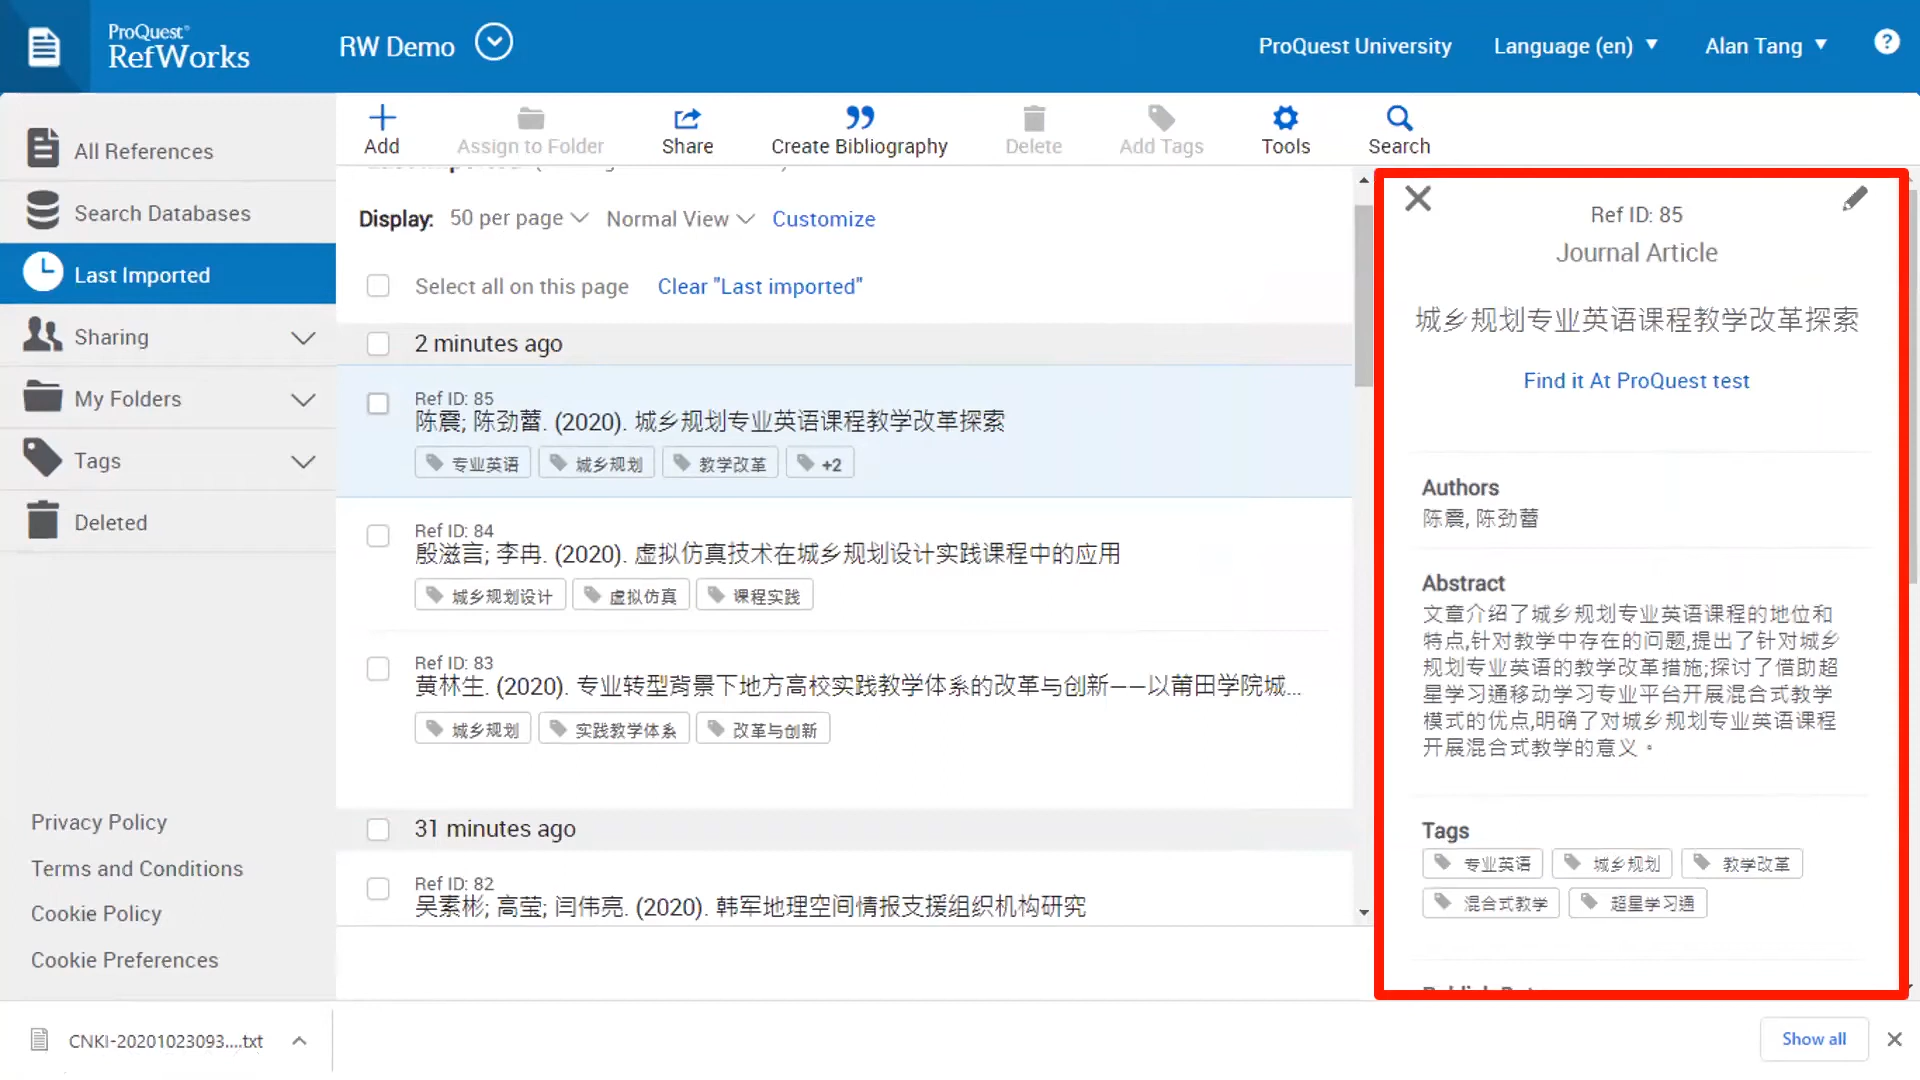 ProQuest®
RefWorks
RW Demo
ProQuest University
Language (en)
Alan Tang
?
All References
Search Databases
Last Imported
Sharing
My Folders
Tags
Deleted
Privacy Policy
Terms and Conditions
Cookie Policy
Cookie Preferences
Add
Assign to Folder
Share
Create Bibliography
Delete
Add Tags
Tools
Search
Display: 50 per page Normal View Customize
Select all on this page Clear "Last imported"
2 minutes ago
Ref ID: 85
陈震; 陈劲蕾. (2020). 城乡规划专业英语课程教学改革探索
专业英语 城乡规划 教学改革 +2
Ref ID: 84
殷滋言; 李冉. (2020). 虚拟仿真技术在城乡规划设计实践课程中的应用
城乡规划设计 虚拟仿真 课程实践
Ref ID: 83
黄林生. (2020). 专业转型背景下地方高校实践教学体系的改革与创新——以莆田学院城...
城乡规划 实践教学体系 改革与创新
31 minutes ago
Ref ID: 82
吴素彬; 高莹; 闫伟亮. (2020). 韩军地理空间情报支援组织机构研究
Ref ID: 85
Journal Article
城乡规划专业英语课程教学改革探索
Find it At ProQuest test
Authors
陈震, 陈劲蕾
Abstract
文章介绍了城乡规划专业英语课程的地位和
特点,针对教学中存在的问题,提出了针对城乡
规划专业英语的教学改革措施;探讨了借助超
星学习通移动学习专业平台开展混合式教学
模式的优点,明确了对城乡规划专业英语课程
开展混合式教学的意义。
Tags
专业英语 城乡规划 教学改革
混合式教学 超星学习通
CNKI-20201023093....txt
Show all